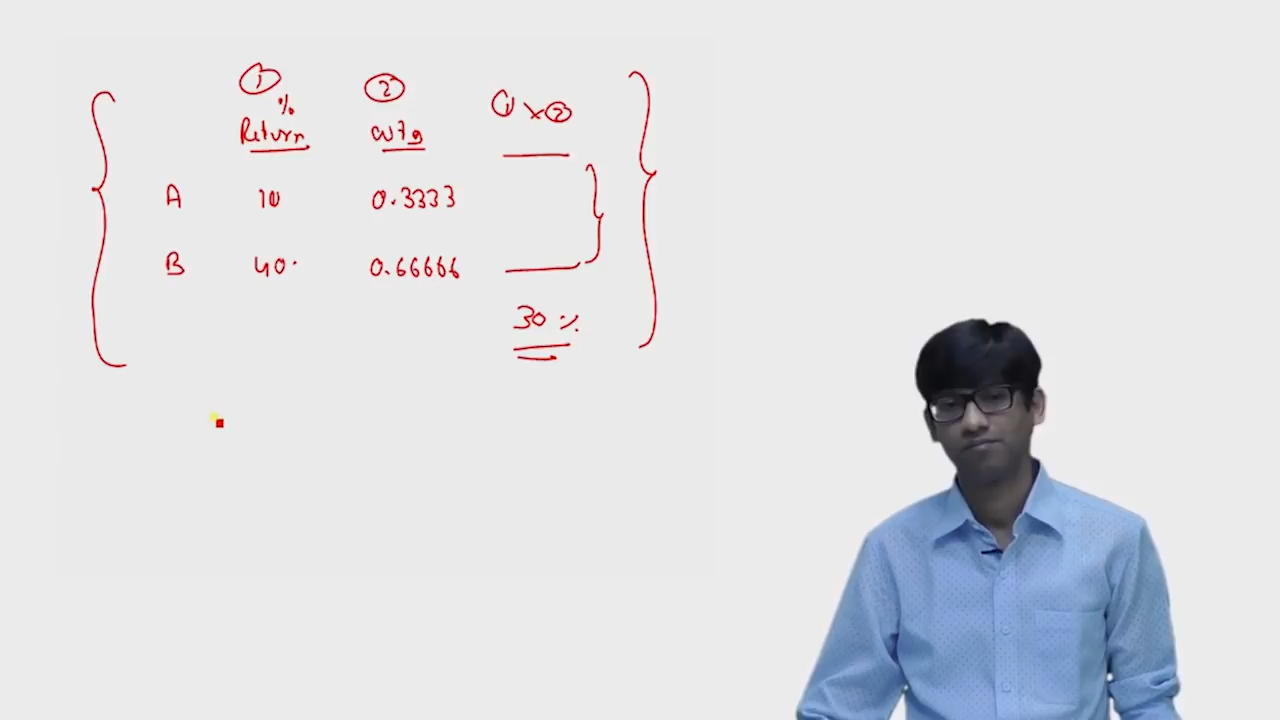 ① ② ① × ②
% 
Return wtg
A 10 0.3333
B 40. 0.66666
30 %